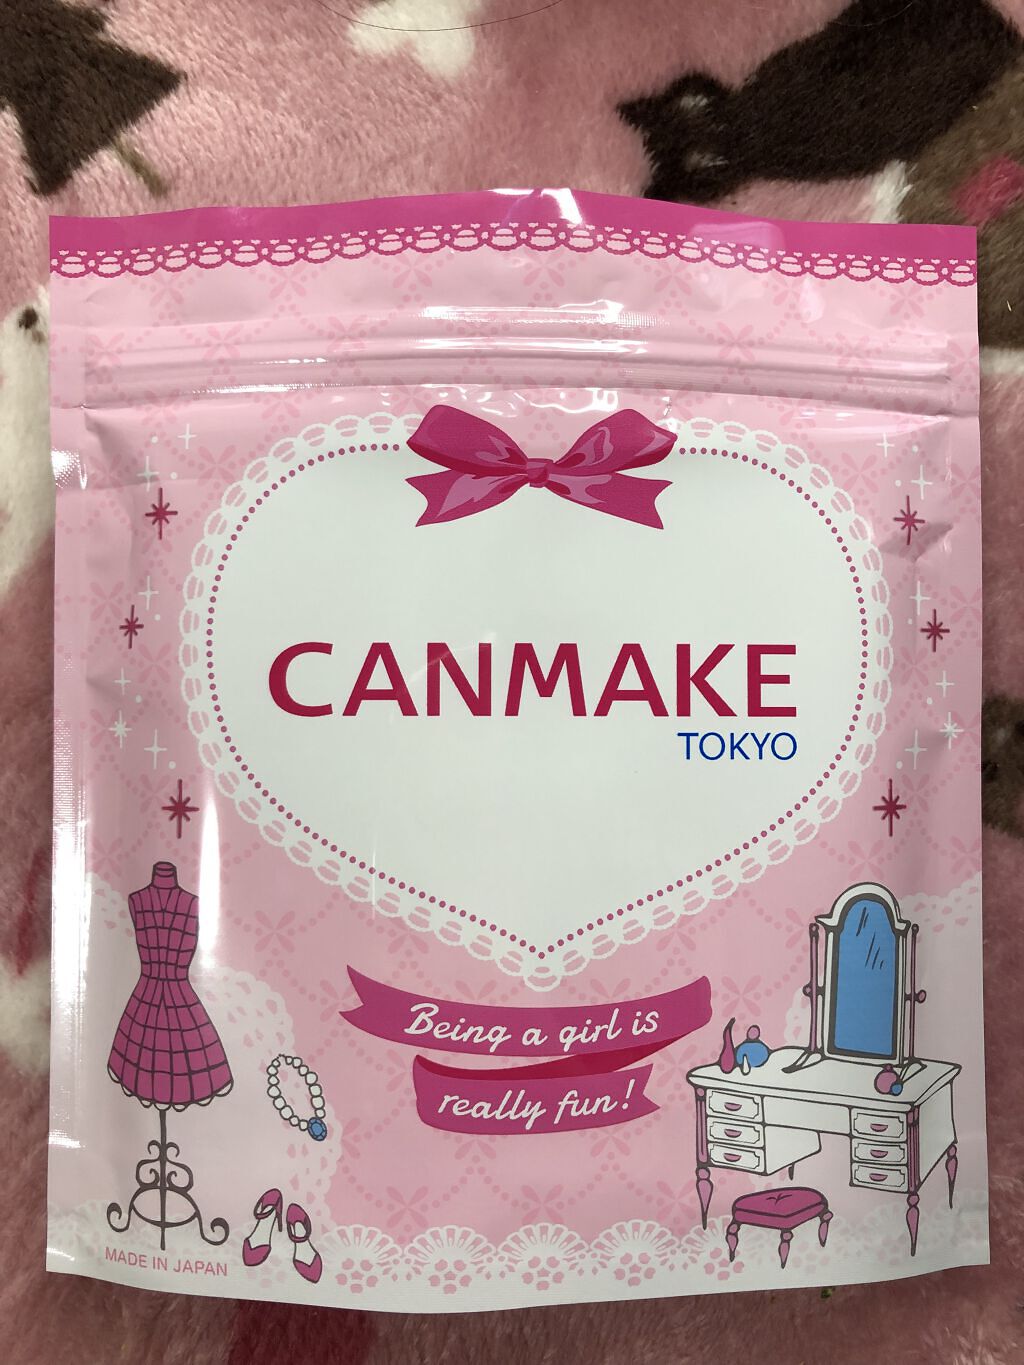 CANMAKE
TOKYO
Being a girl is
really fun!
MADE IN JAPAN